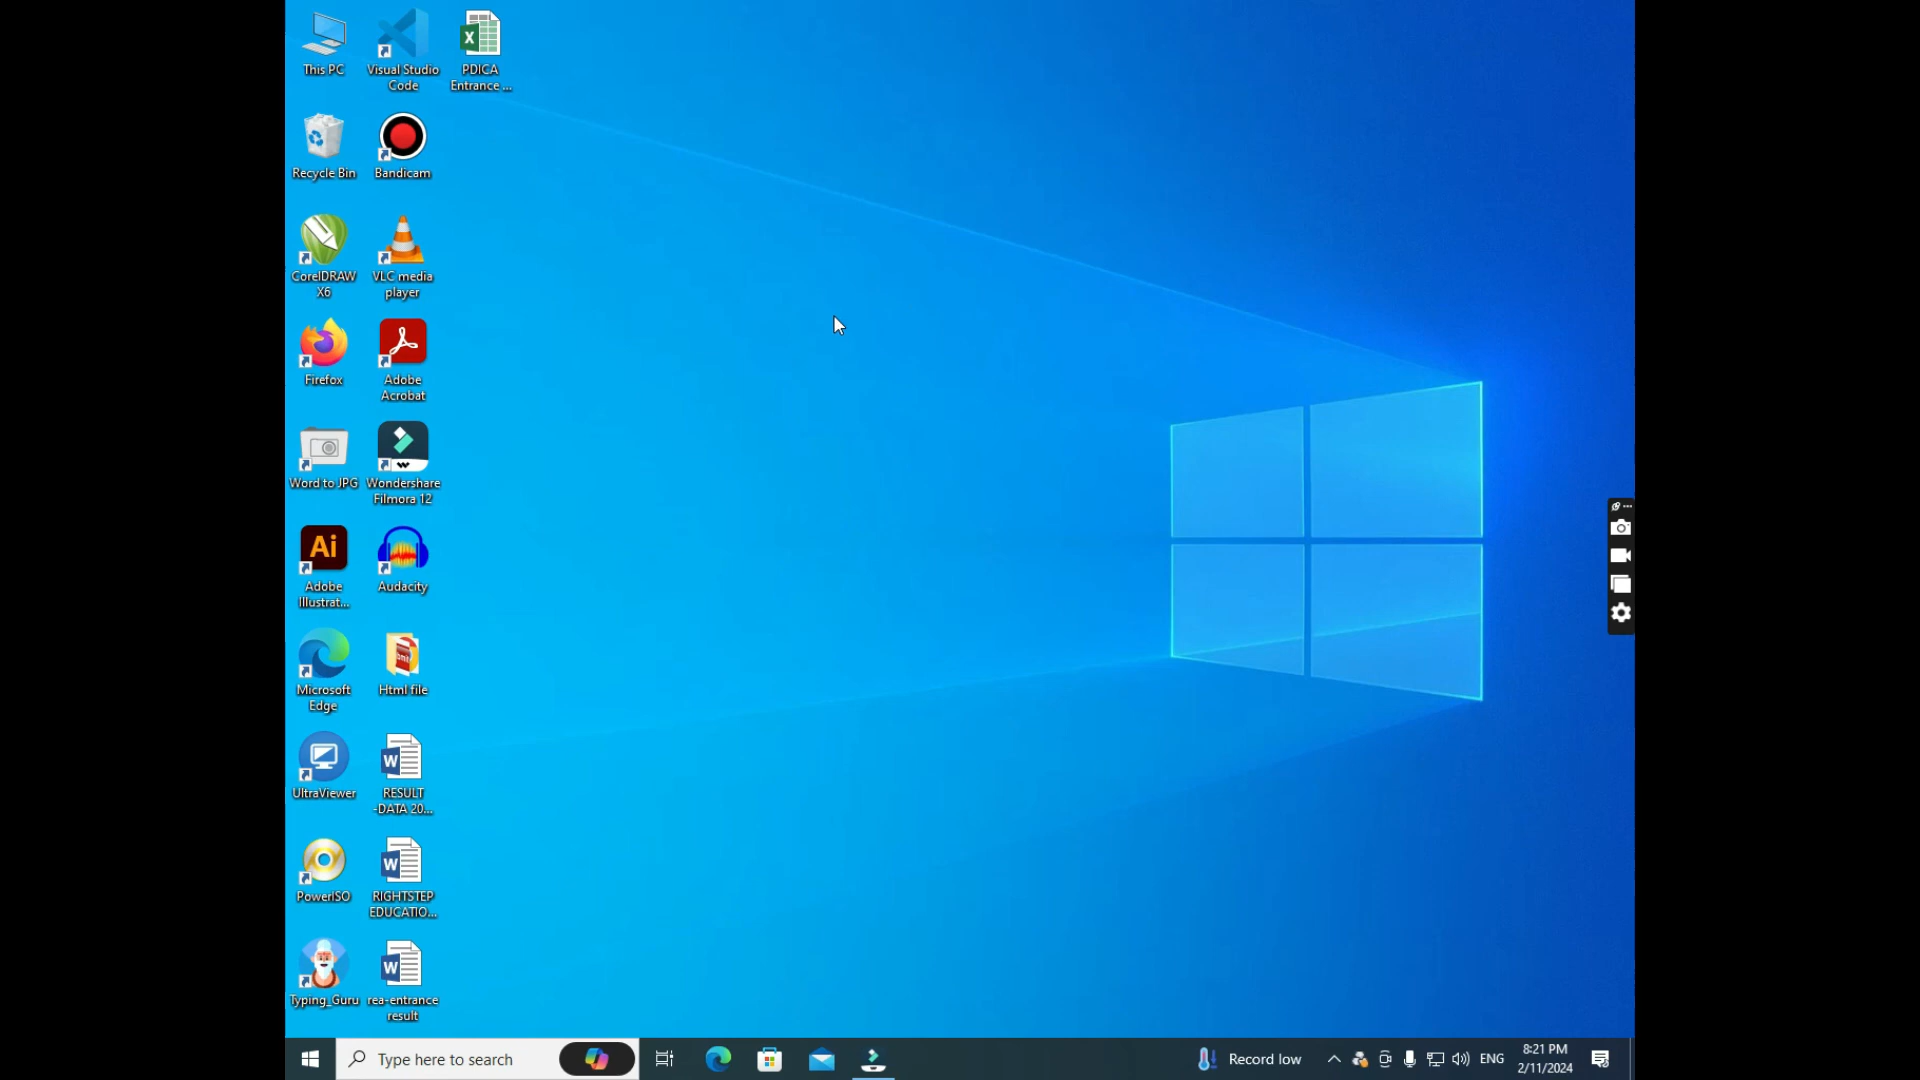 This PC
Visual Studio
Code
PDICA
Entrance ...
Recycle Bin
Bandicam
CorelDRAW
X6
VLC media
player
Firefox
Adobe
Acrobat
Word to JPG
Wondershare
Filmora 12
Ai
Adobe
Illustrat...
Audacity
Microsoft
Edge
Html file
UltraViewer
RESULT
-DATA 20...
PowerISO
RIGHTSTEP
EDUCATIO...
Typing_Guru
rea-entrance
result
Type here to search
Record low
ENG
8:21 PM
2/11/2024